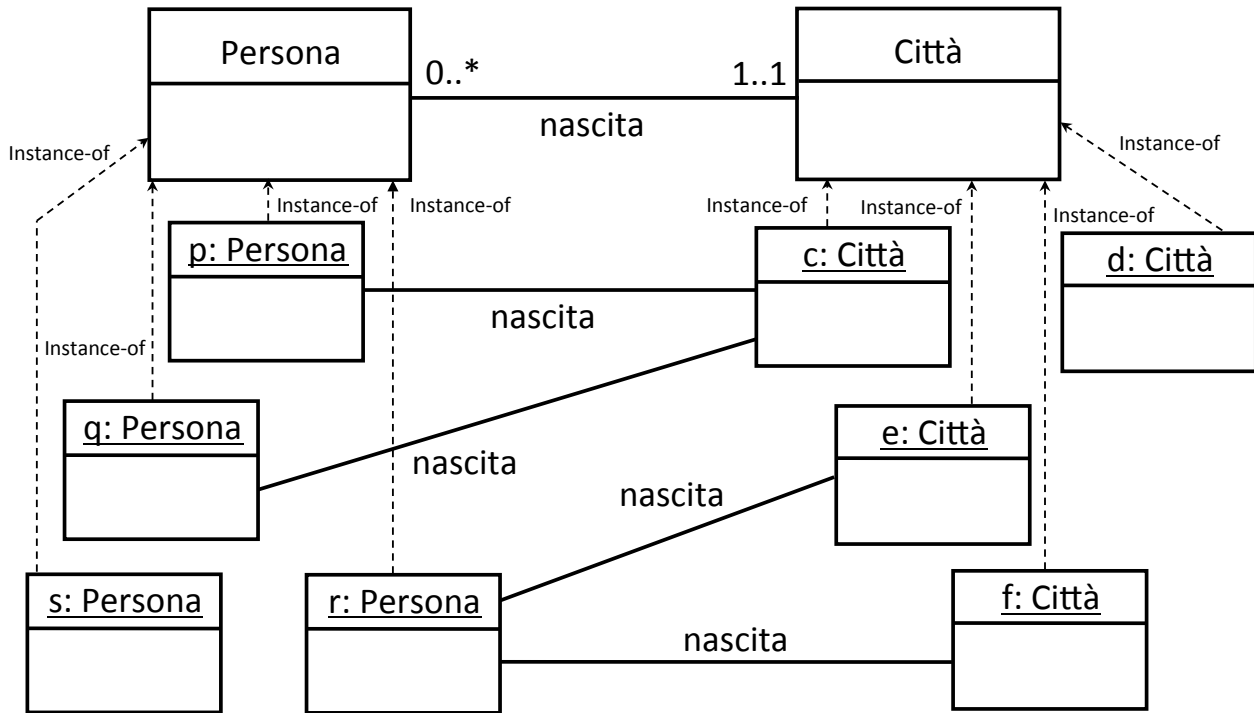 Persona
Città
0..*
1..1
nascita
Instance-of
Instance-of
Instance-of
Instance-of
Instance-of
Instance-of
Instance-of
p: Persona
c: Città
d: Città
nascita
Instance-of
q: Persona
e: Città
nascita
nascita
s: Persona
r: Persona
f: Città
nascita